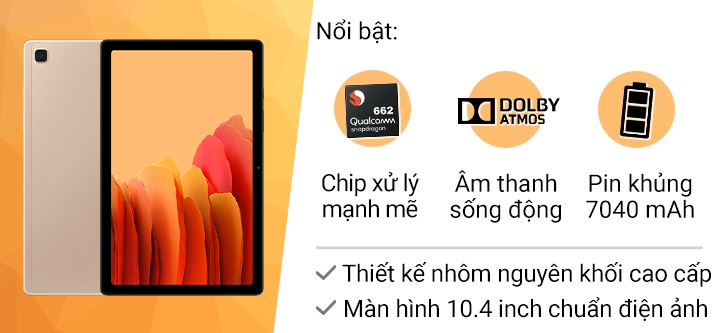 Nổi bật:
662
Qualcomm
snapdragon
DOLBY
ATMOS
Chip xử lý
mạnh mẽ
Âm thanh
sống động
Pin khủng
7040 mAh
Thiết kế nhôm nguyên khối cao cấp
Màn hình 10.4 inch chuẩn điện ảnh